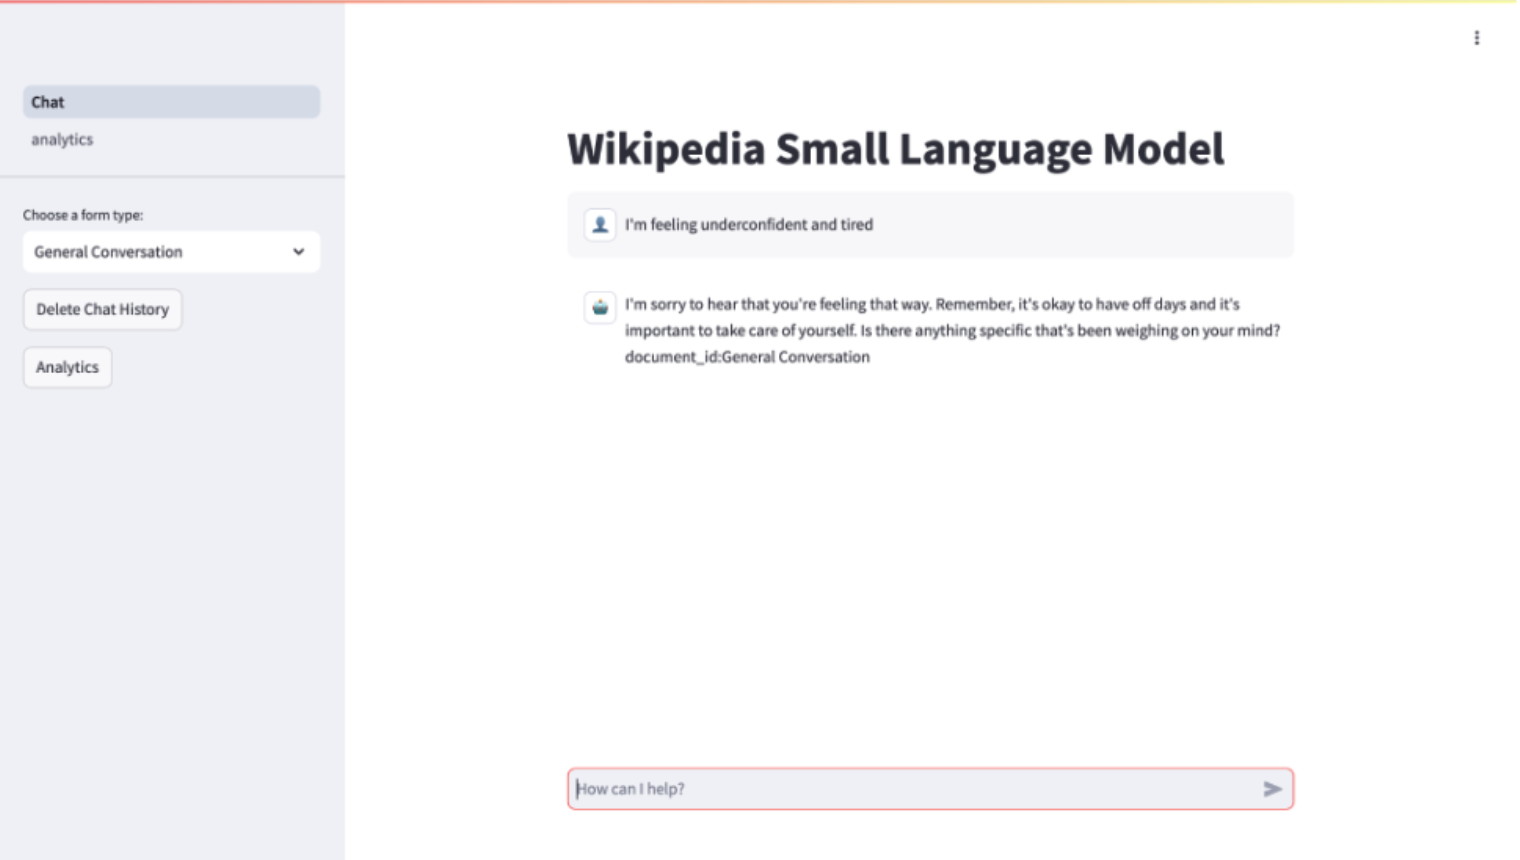 Chat
analytics
Choose a form type:
General Conversation
Delete Chat History
Analytics
Wikipedia Small Language Model
I'm feeling underconfident and tired
I'm sorry to hear that you're feeling that way. Remember, it's okay to have off days and it's
important to take care of yourself. Is there anything specific that's been weighing on your mind?
document_id:General Conversation
How can I help?